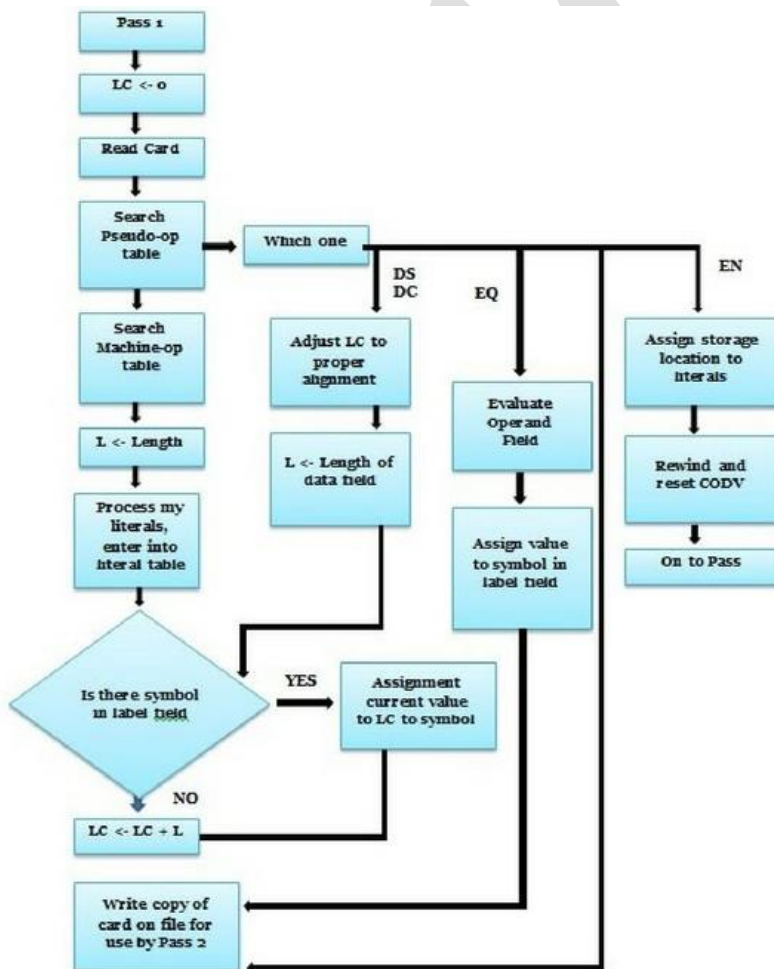 Pass 1
LC <- 0
Read Card
Search
Pseudo-op
table
Which one
DS
DC
EQ
EN
Search
Machine-op
table
Adjust LC to
proper
alignment
Assign storage
location to
literals
Evaluate
Operand
Field
L <- Length
L <- Length of
data field
Rewind and
reset CODV
Process my
literals,
enter into
literal table
Assign value
to symbol in
label field
On to Pass
Is there symbol
in label field
YES
Assignment
current value
to LC to symbol
NO
LC <- LC + L
Write copy of
card on file for
use by Pass 2